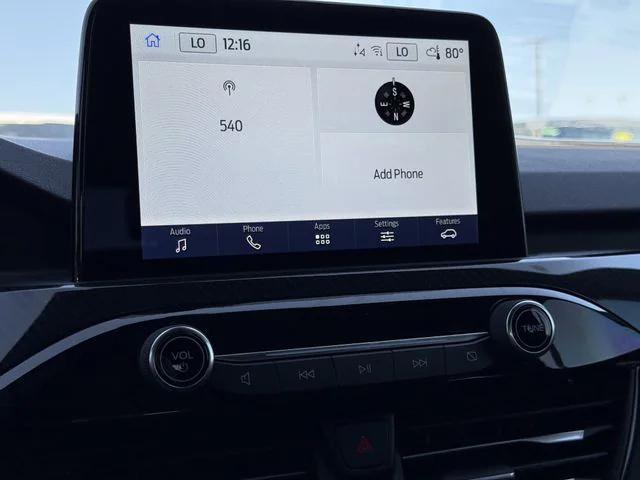 LO 12:16 LO 80°
540
S
E W
N
Add Phone
Audio Phone Apps Settings Features
VOL TUNE